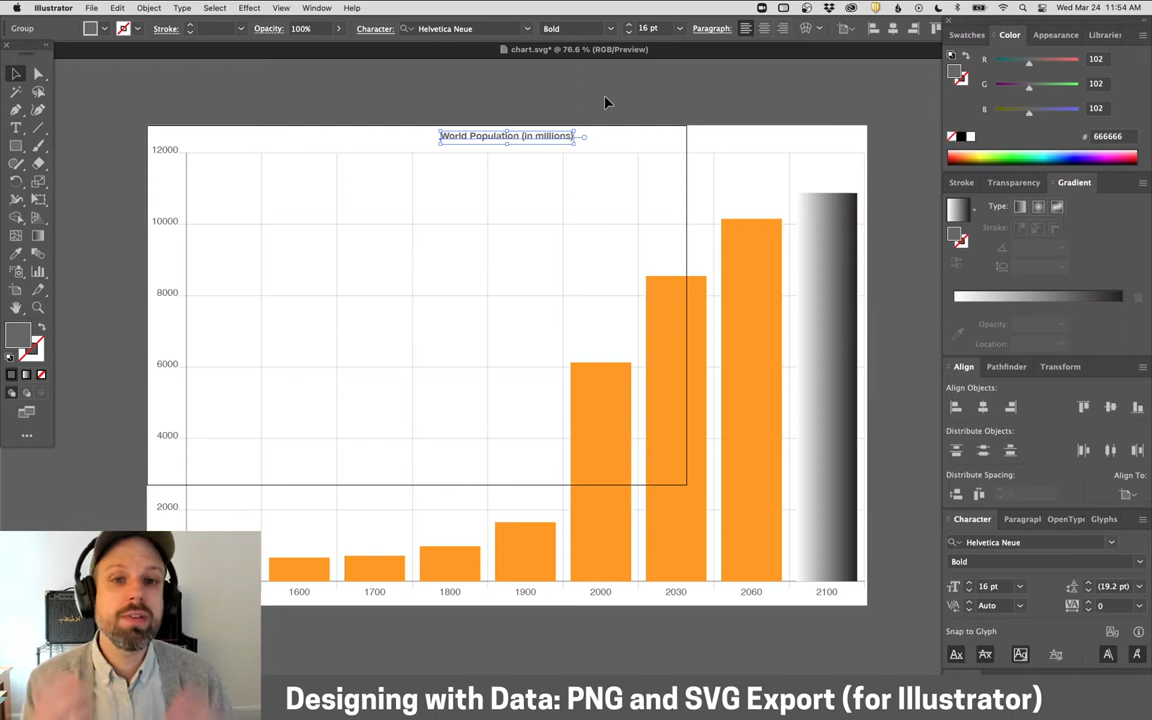 Illustrator File Edit Object Type Select Effect View Window Help Wed Mar 24 11:54 AM
Group Stroke: Opacity: 100% Character: Helvetica Neue Bold 16 pt Paragraph:
chart.svg* @ 76.6 % (RGB/Preview)
Swatches Color Appearance Libraries
R 102
G 102
B 102
# 666666
Stroke Transparency Gradient
Type:
Stroke:
Opacity:
Location:
Align Pathfinder Transform
Align Objects:
Distribute Objects:
Distribute Spacing: Align To:
Character Paragraph OpenType Glyphs
Helvetica Neue
Bold
16 pt (19.2 pt)
Auto 0
Snap to Glyph
World Population (in millions)
12000
10000
8000
6000
4000
2000
1600 1700 1800 1900 2000 2030 2060 2100
Designing with Data: PNG and SVG Export (for Illustrator)